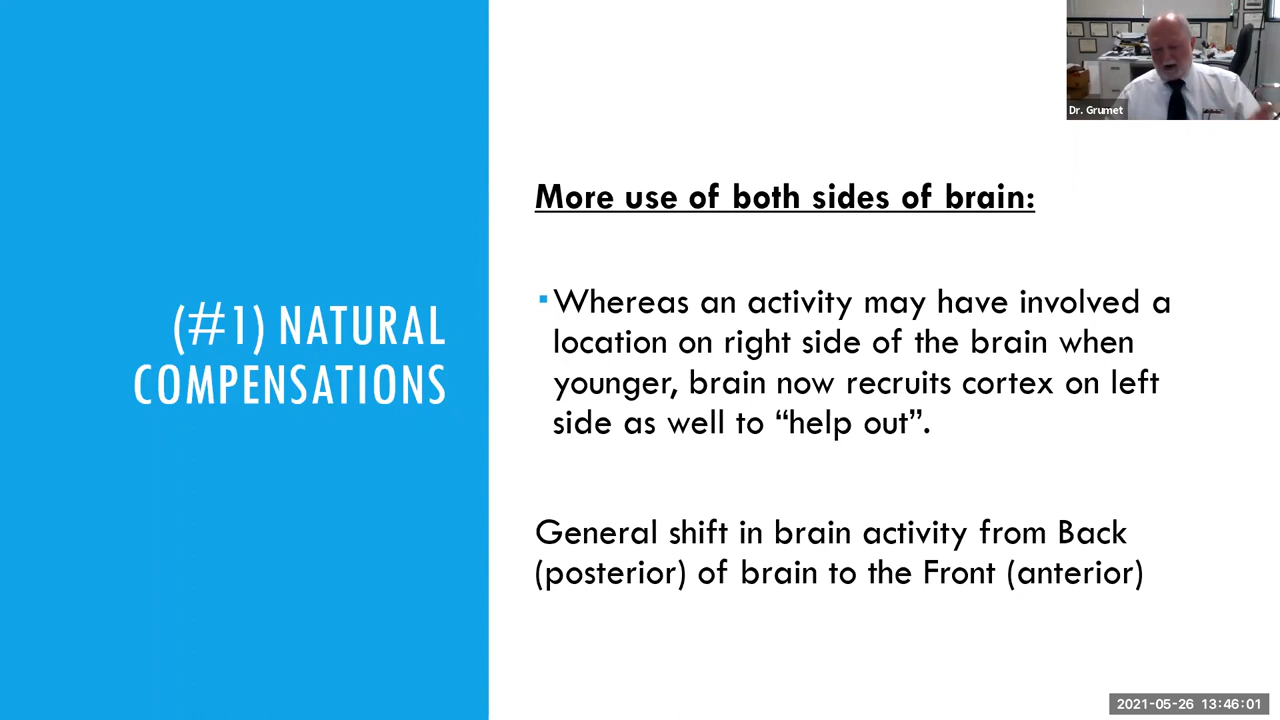 Dr. Grumet
(#1) NATURAL
COMPENSATIONS
More use of both sides of brain:
▪Whereas an activity may have involved a
location on right side of the brain when
younger, brain now recruits cortex on left
side as well to “help out”.
General shift in brain activity from Back
(posterior) of brain to the Front (anterior)
2021-05-26 13:46:01